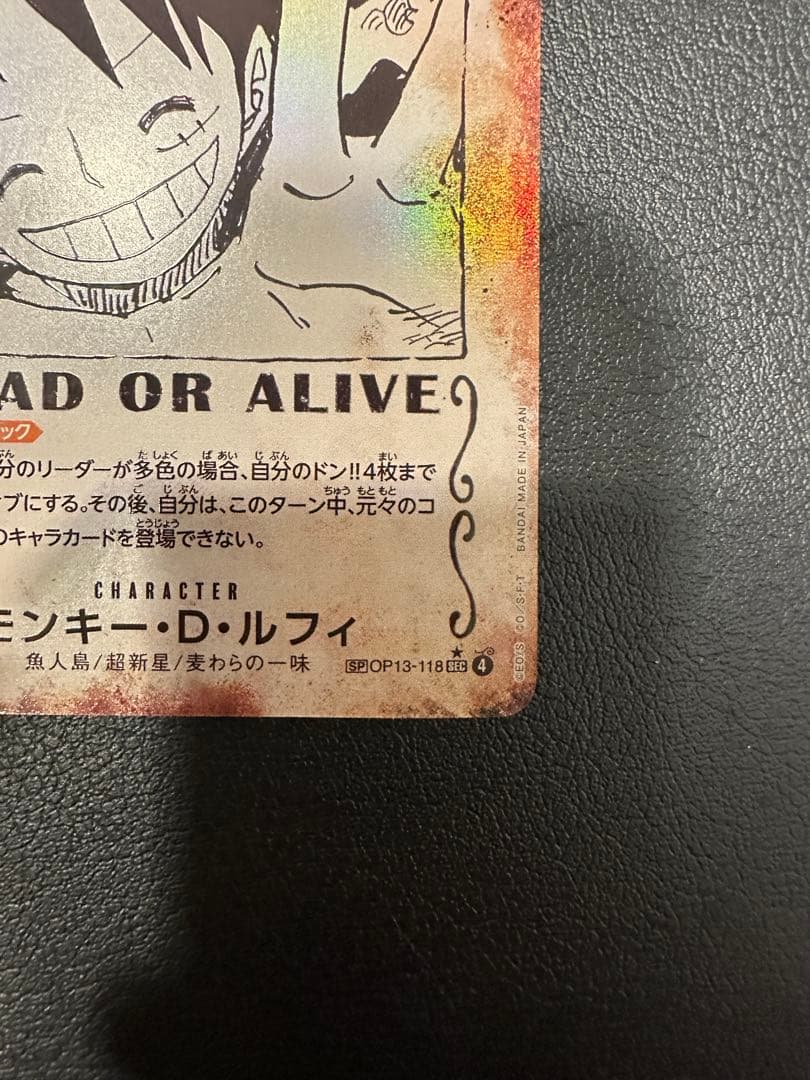 AD OR ALIVE
ック
分のリーダーが多色の場合、自分のドン!!4枚まで
ブにする。その後、自分は、このターン中、元々のコ
のキャラカードを登場できない。
CHARACTER
モンキー・D・ルフィ
魚人島/超新星/麦わらの一味
SP OP13-118 SEC 4
©EO/S ©O/S・F・T BANDAI MADE IN JAPAN